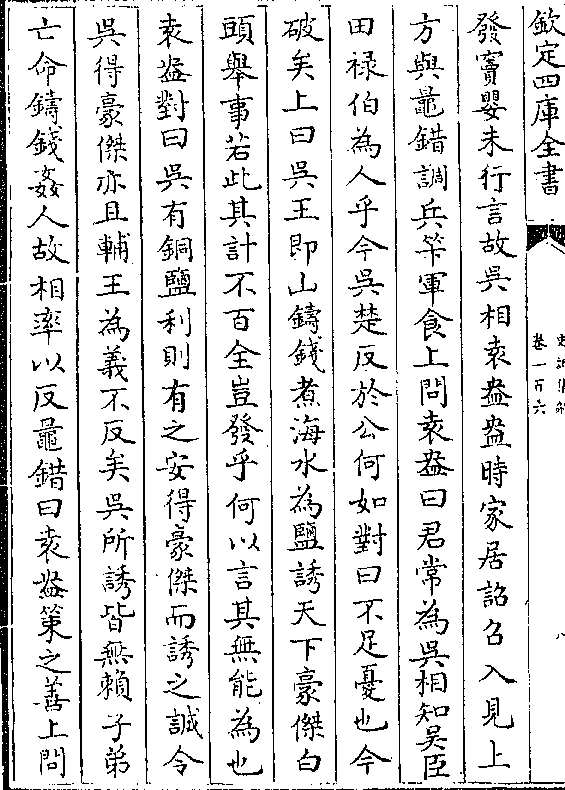 欽定四庫全書
卷一百六
八
發竇嬰未行言故吳相袁盎盎時家居詔召入見上
方與鼂錯調兵筭軍食上問袁盎曰君常為吳相知吳臣
田祿伯為人乎今吳楚反於公何如對曰不足憂也今
破矣上曰吳王即山鑄錢煮海水為鹽誘天下豪傑白
頭舉事若此其計不百全豈發乎何以言其無能為也
袁盎對曰吳有銅鹽利則有之安得豪傑而誘之誠令
吳得豪傑亦且輔王為義不反矣吳所誘皆無賴子弟
亡命鑄錢姦人故相率以反鼂錯曰袁盎策之善上問